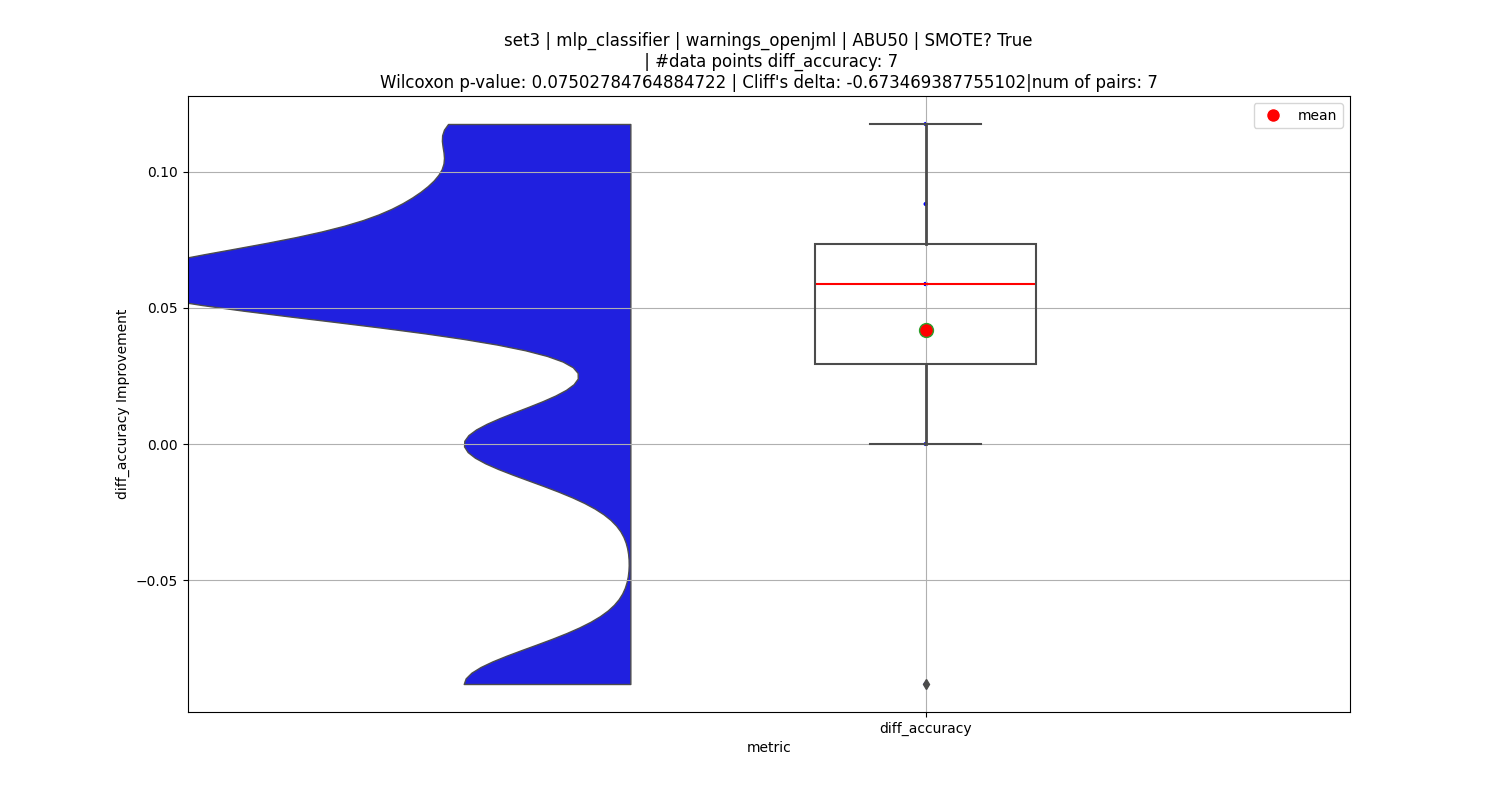 set3 | mlp_classifier | warnings_openjml | ABU50 | SMOTE? True
| #data points diff_accuracy: 7
Wilcoxon p-value: 0.07502784764884722 | Cliff's delta: -0.673469387755102|num of pairs: 7
mean
0.10
0.05
0.00
−0.05
diff_accuracy Improvement
diff_accuracy
metric